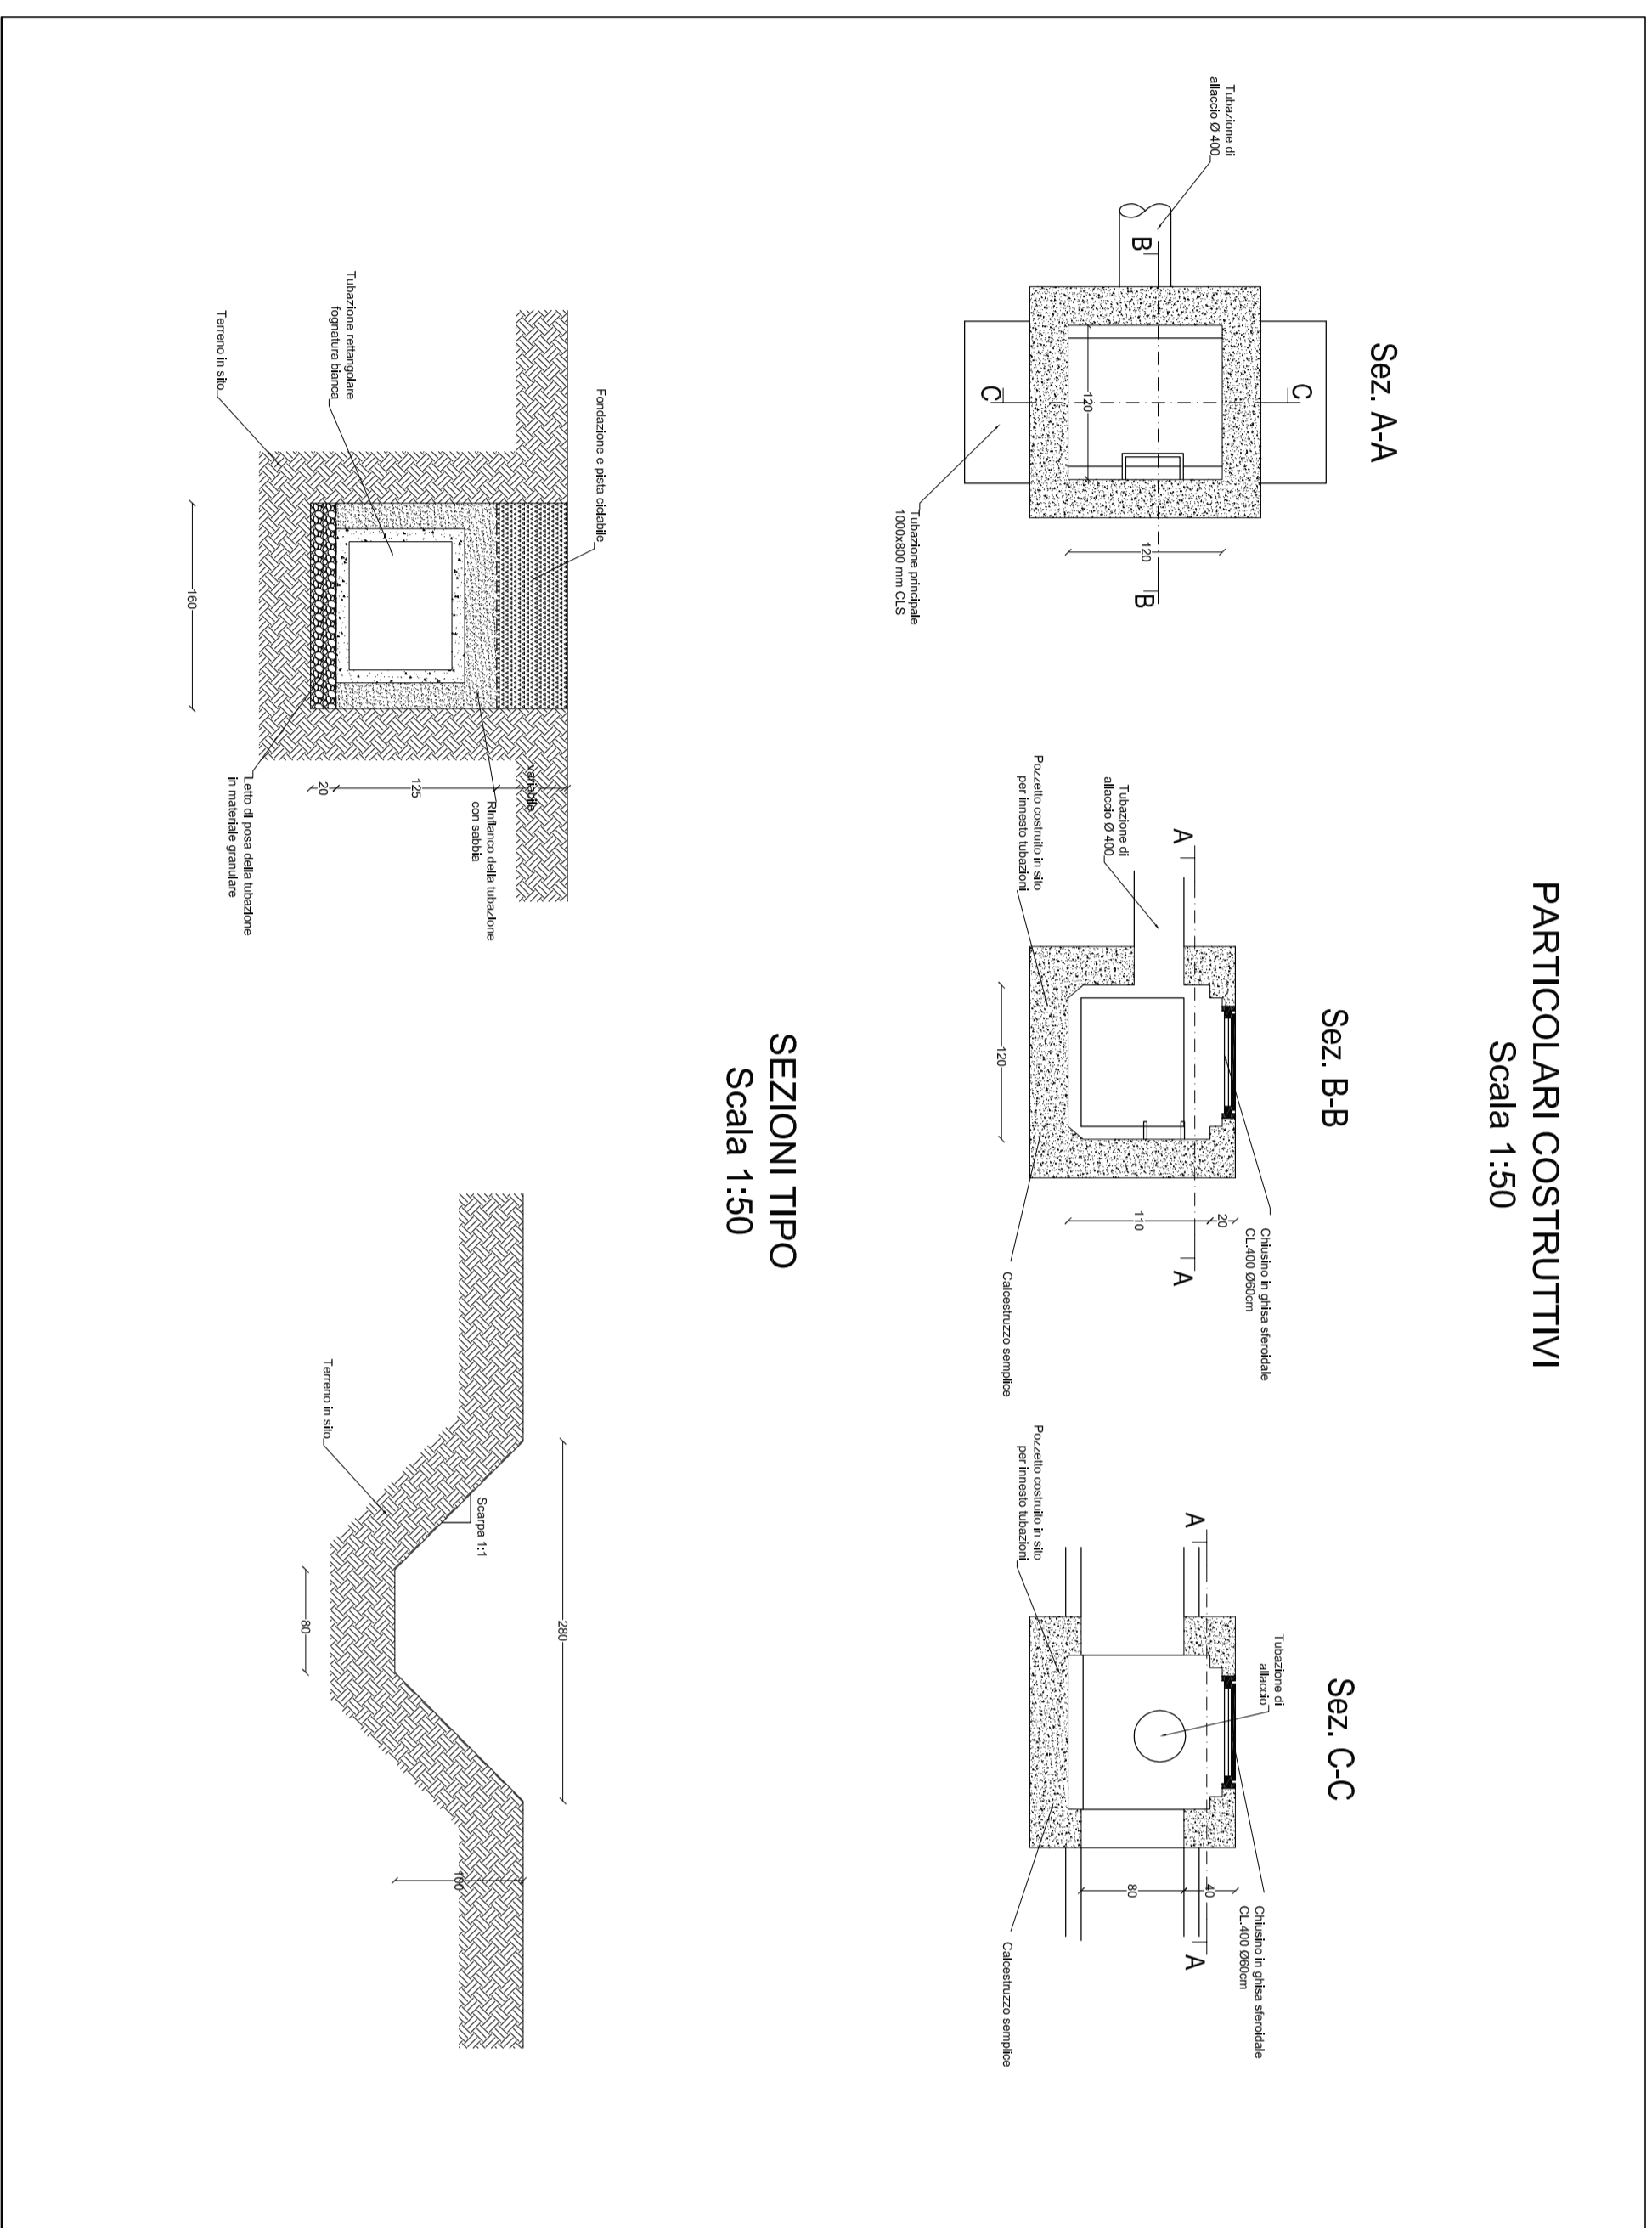 PARTICOLARI COSTRUTTIVI
Scala 1:50
Sez. A-A
Tubazione di
allaccio Ø 400
B
B
C
C
120
120
Tubazione principale
1000x800 mm CLS
Sez. B-B
Pozzetto costruito in sito
per innesto tubazioni
Tubazione di
allaccio Ø 400
A
A
120
110
20
Chiusino in ghisa sferoidale
CL.400 Ø60cm
Calcestruzzo semplice
Sez. C-C
Pozzetto costruito in sito
per innesto tubazioni
Tubazione di
allaccio
A
A
80
40
Chiusino in ghisa sferoidale
CL.400 Ø60cm
Calcestruzzo semplice
SEZIONI TIPO
Scala 1:50
Fondazione e pista ciclabile
Tubazione rettangolare
fognatura bianca
Terreno in sito
160
variabile
125
20
Rinfianco della tubazione
con sabbia
Letto di posa della tubazione
in materiale granulare
280
Scarpa 1:1
Terreno in sito
80
100